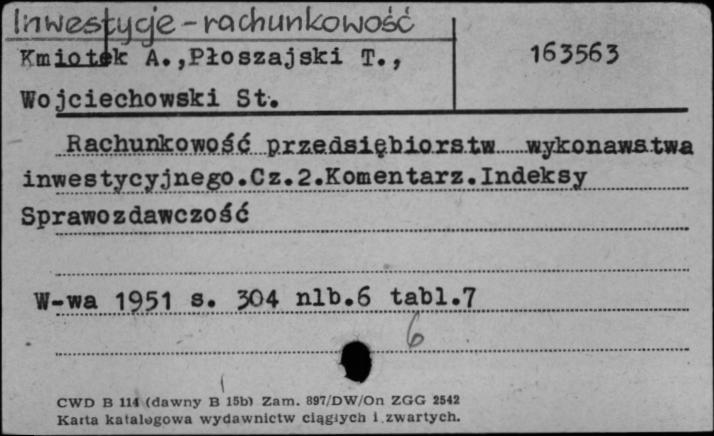 Inwestycje - rachunkowość
Kmiotek A.,Płoszajski T.,
163563
Wojciechowski St.
Rachunkowość przedsiębiorstw wykonawstwa
inwestycyjnego.Cz.2.Komentarz.Indeksy
Sprawozdawczość
W-wa 1951 s. 304 nlb.6 tabl.7
6
CWD B 114 (dawny B 15b) Zam. 897/DW/On ZGG 2542
Karta katalogowa wydawnictw ciągłych i zwartych.